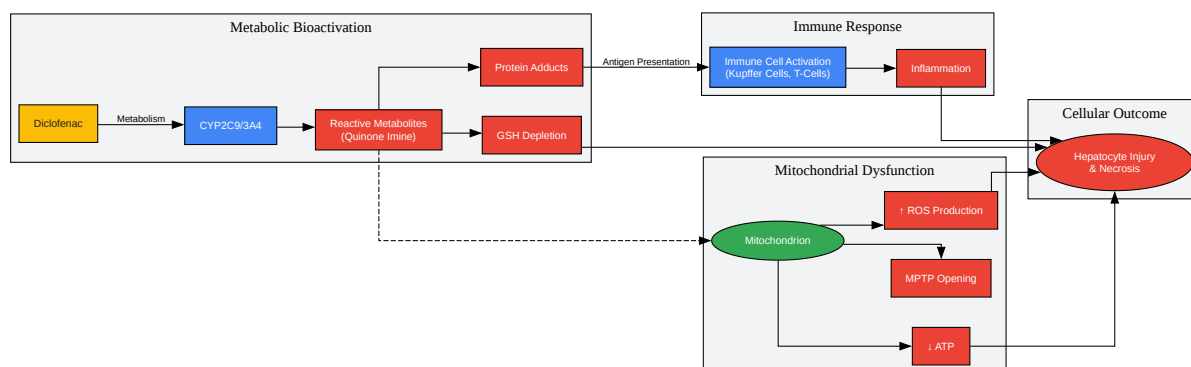 Metabolic Bioactivation
Diclofenac
Metabolism
CYP2C9/3A4
Reactive Metabolites
(Quinone Imine)
Protein Adducts
GSH Depletion
Antigen Presentation
Immune Response
Immune Cell Activation
(Kupffer Cells, T-Cells)
Inflammation
Mitochondrial Dysfunction
Mitochondrion
↑ ROS Production
MPTP Opening
↓ ATP
Cellular Outcome
Hepatocyte Injury
& Necrosis